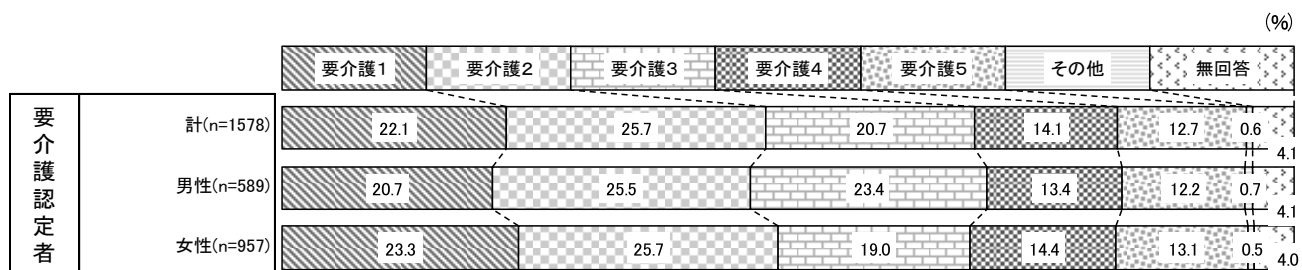 (%)
要介護1 要介護2 要介護3 要介護4 要介護5 その他 無回答
要介護認定者
計(n=1578) 22.1 25.7 20.7 14.1 12.7 0.6 4.1
男性(n=589) 20.7 25.5 23.4 13.4 12.2 0.7 4.1
女性(n=957) 23.3 25.7 19.0 14.4 13.1 0.5 4.0